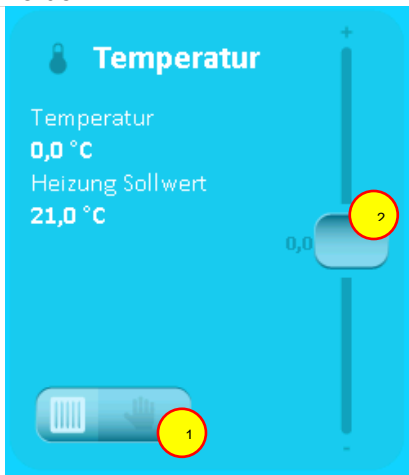 Temperatur
+
Temperatur
0,0 °C
Heizung Sollwert
21,0 °C
2
0,0
1
-